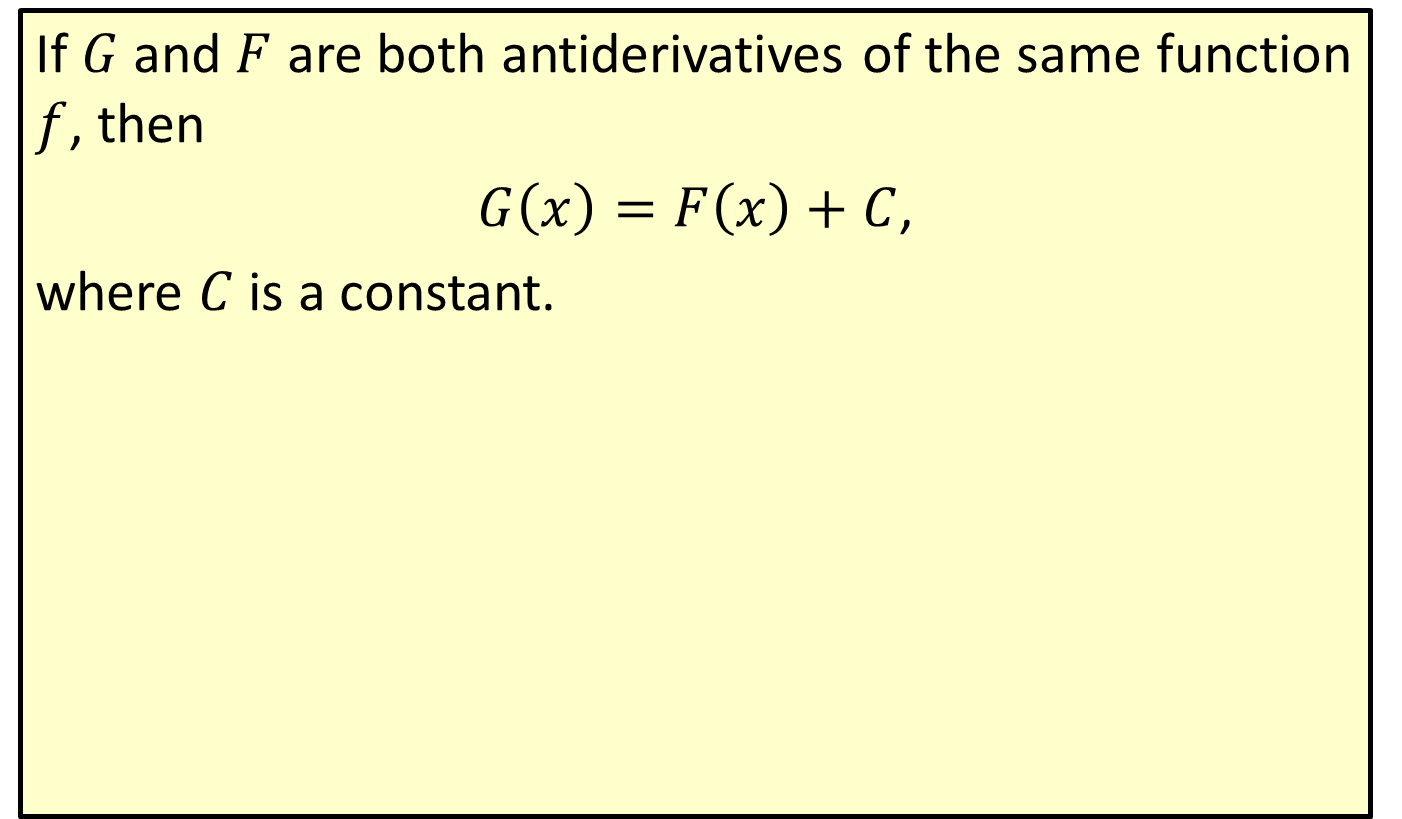 If G and F are both antiderivatives of the same function
f, then
G(x) = F(x) + C,
where C is a constant.